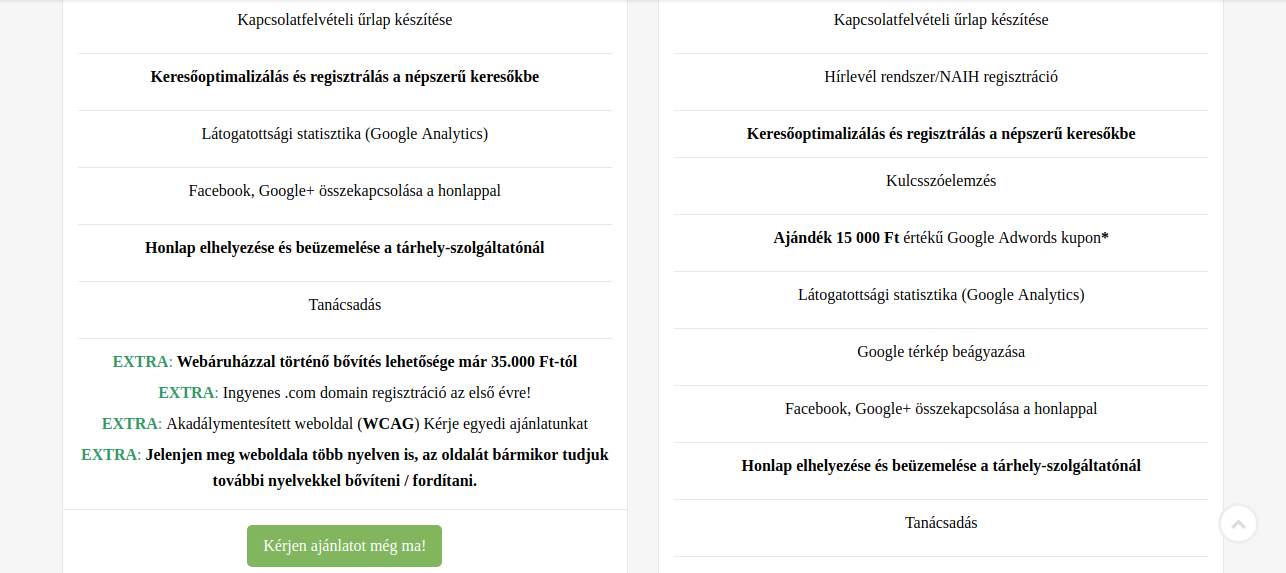 Kapcsolatfelvételi űrlap készítése
Keresőoptimalizálás és regisztrálás a népszerű keresőkbe
Látogatottsági statisztika (Google Analytics)
Facebook, Google+ összekapcsolása a honlappal
Honlap elhelyezése és beüzemelése a tárhely-szolgáltatónál
Tanácsadás
EXTRA: Webáruházzal történő bővítés lehetősége már 35.000 Ft-tól
EXTRA: Ingyenes .com domain regisztráció az első évre!
EXTRA: Akadálymentesített weboldal (WCAG) Kérje egyedi ajánlatunkat
EXTRA: Jelenjen meg weboldala több nyelven is, az oldalát bármikor tudjuk
további nyelvekkel bővíteni / fordítani.
Kérjen ajánlatot még ma!
Kapcsolatfelvételi űrlap készítése
Hírlevél rendszer/NAIH regisztráció
Keresőoptimalizálás és regisztrálás a népszerű keresőkbe
Kulcsszóelemzés
Ajándék 15 000 Ft értékű Google Adwords kupon*
Látogatottsági statisztika (Google Analytics)
Google térkép beágyazása
Facebook, Google+ összekapcsolása a honlappal
Honlap elhelyezése és beüzemelése a tárhely-szolgáltatónál
Tanácsadás